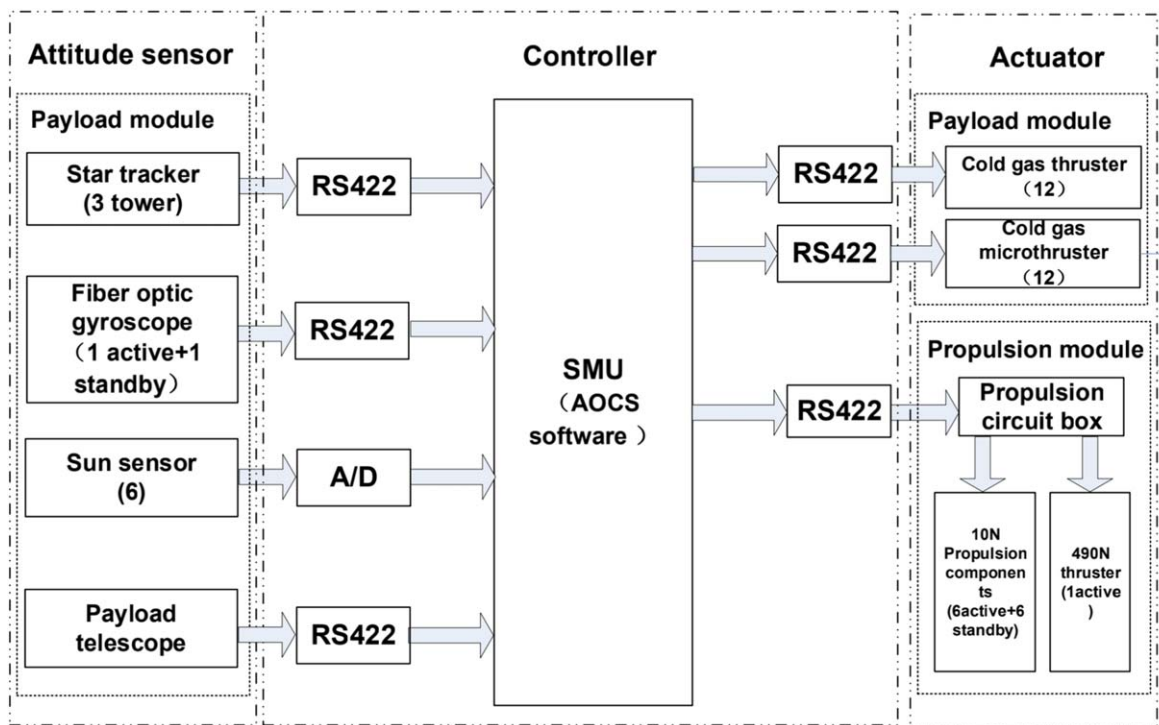 Attitude sensor
Payload module
Star tracker
(3 tower)
Fiber optic
gyroscope
（1 active+1
standby）
Sun sensor
(6)
Payload
telescope
Controller
RS422
RS422
A/D
RS422
SMU
（AOCS
software ）
RS422
RS422
RS422
Actuator
Payload module
Cold gas thruster
（12）
Cold gas
microthruster
（12）
Propulsion module
Propulsion
circuit box
10N
Propulsion
componen
ts
(6active+6
standby)
490N
thruster
(1active
)